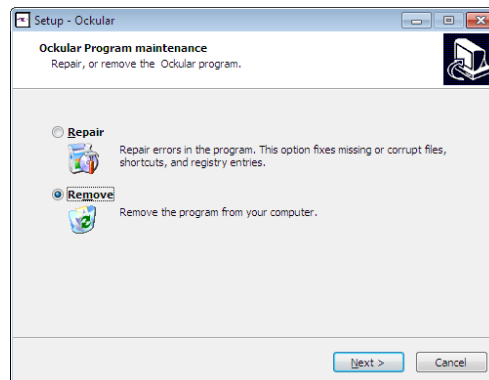 Setup - Ockular
Ockular Program maintenance
Repair, or remove the Ockular program.
Repair
Repair errors in the program. This option fixes missing or corrupt files,
shortcuts, and registry entries.
Remove
Remove the program from your computer.
Next >
Cancel